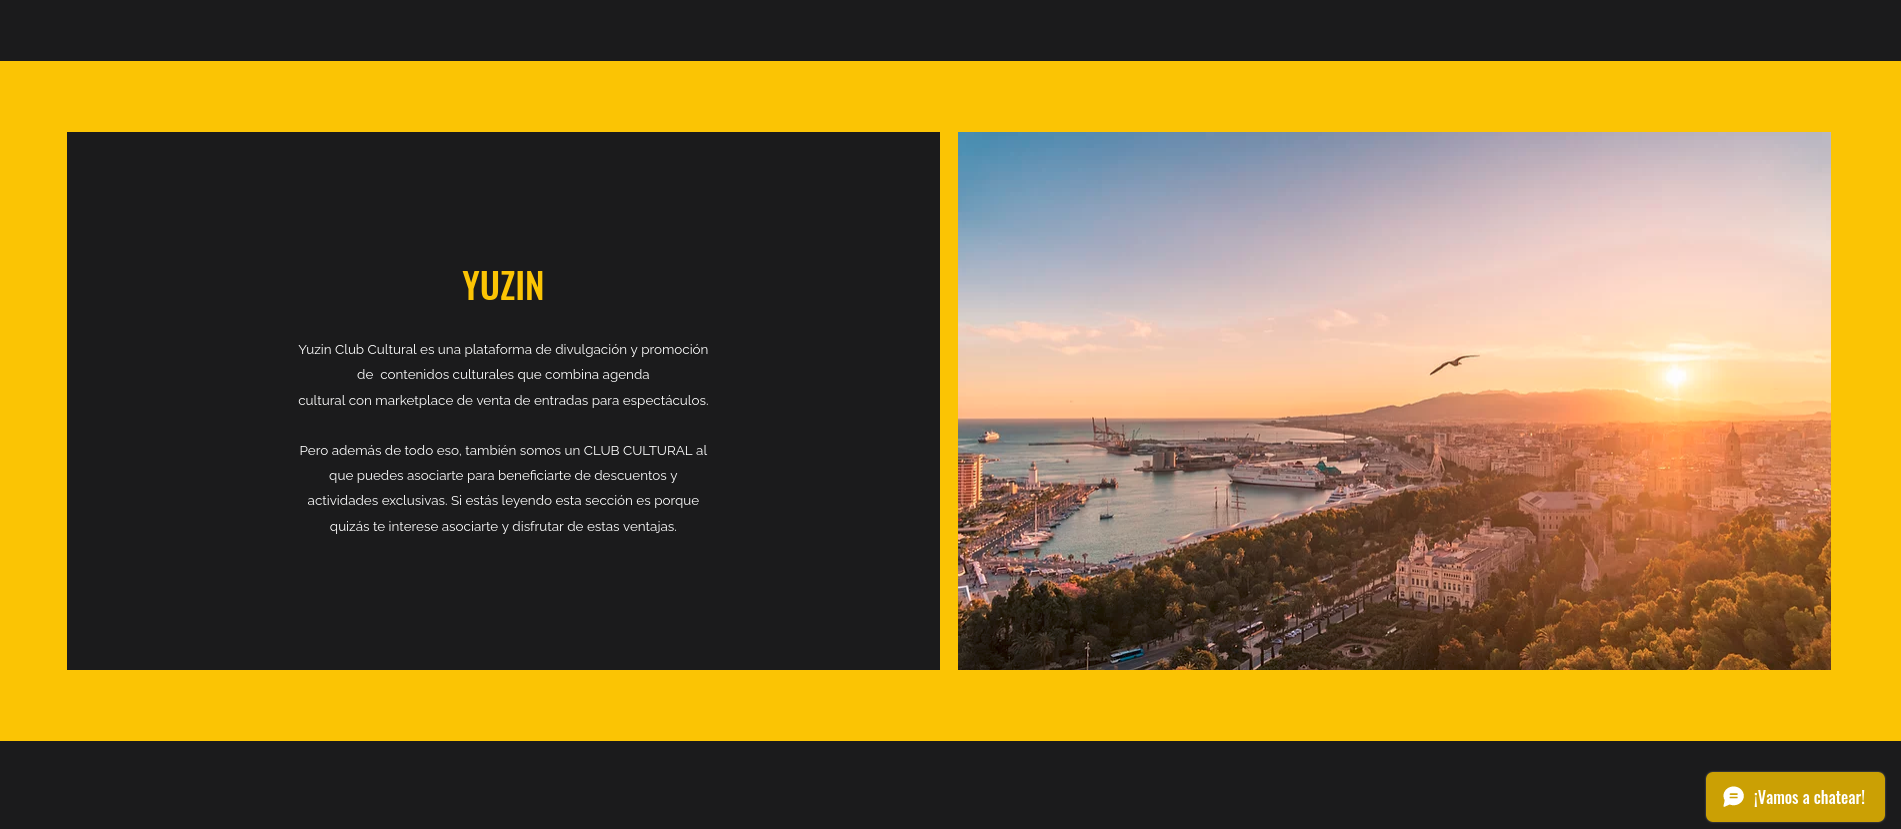 YUZIN
Yuzin Club Cultural es una plataforma de divulgación y promoción
de  contenidos culturales que combina agenda
cultural con marketplace de venta de entradas para espectáculos.
Pero además de todo eso, también somos un CLUB CULTURAL al
que puedes asociarte para beneficiarte de descuentos y
actividades exclusivas. Si estás leyendo esta sección es porque
quizás te interese asociarte y disfrutar de estas ventajas.
¡Vamos a chatear!